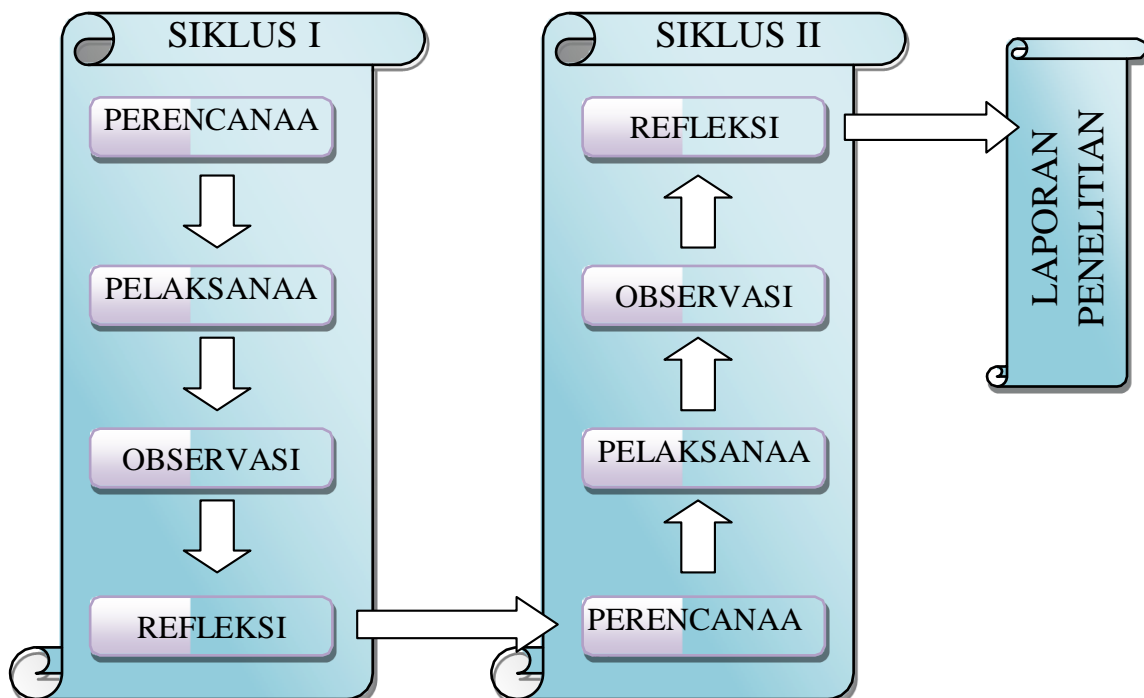 SIKLUS I
PERENCANAA
PELAKSANAA
OBSERVASI
REFLEKSI
SIKLUS II
REFLEKSI
OBSERVASI
PELAKSANAA
PERENCANAA
LAPORAN
PENELITIAN